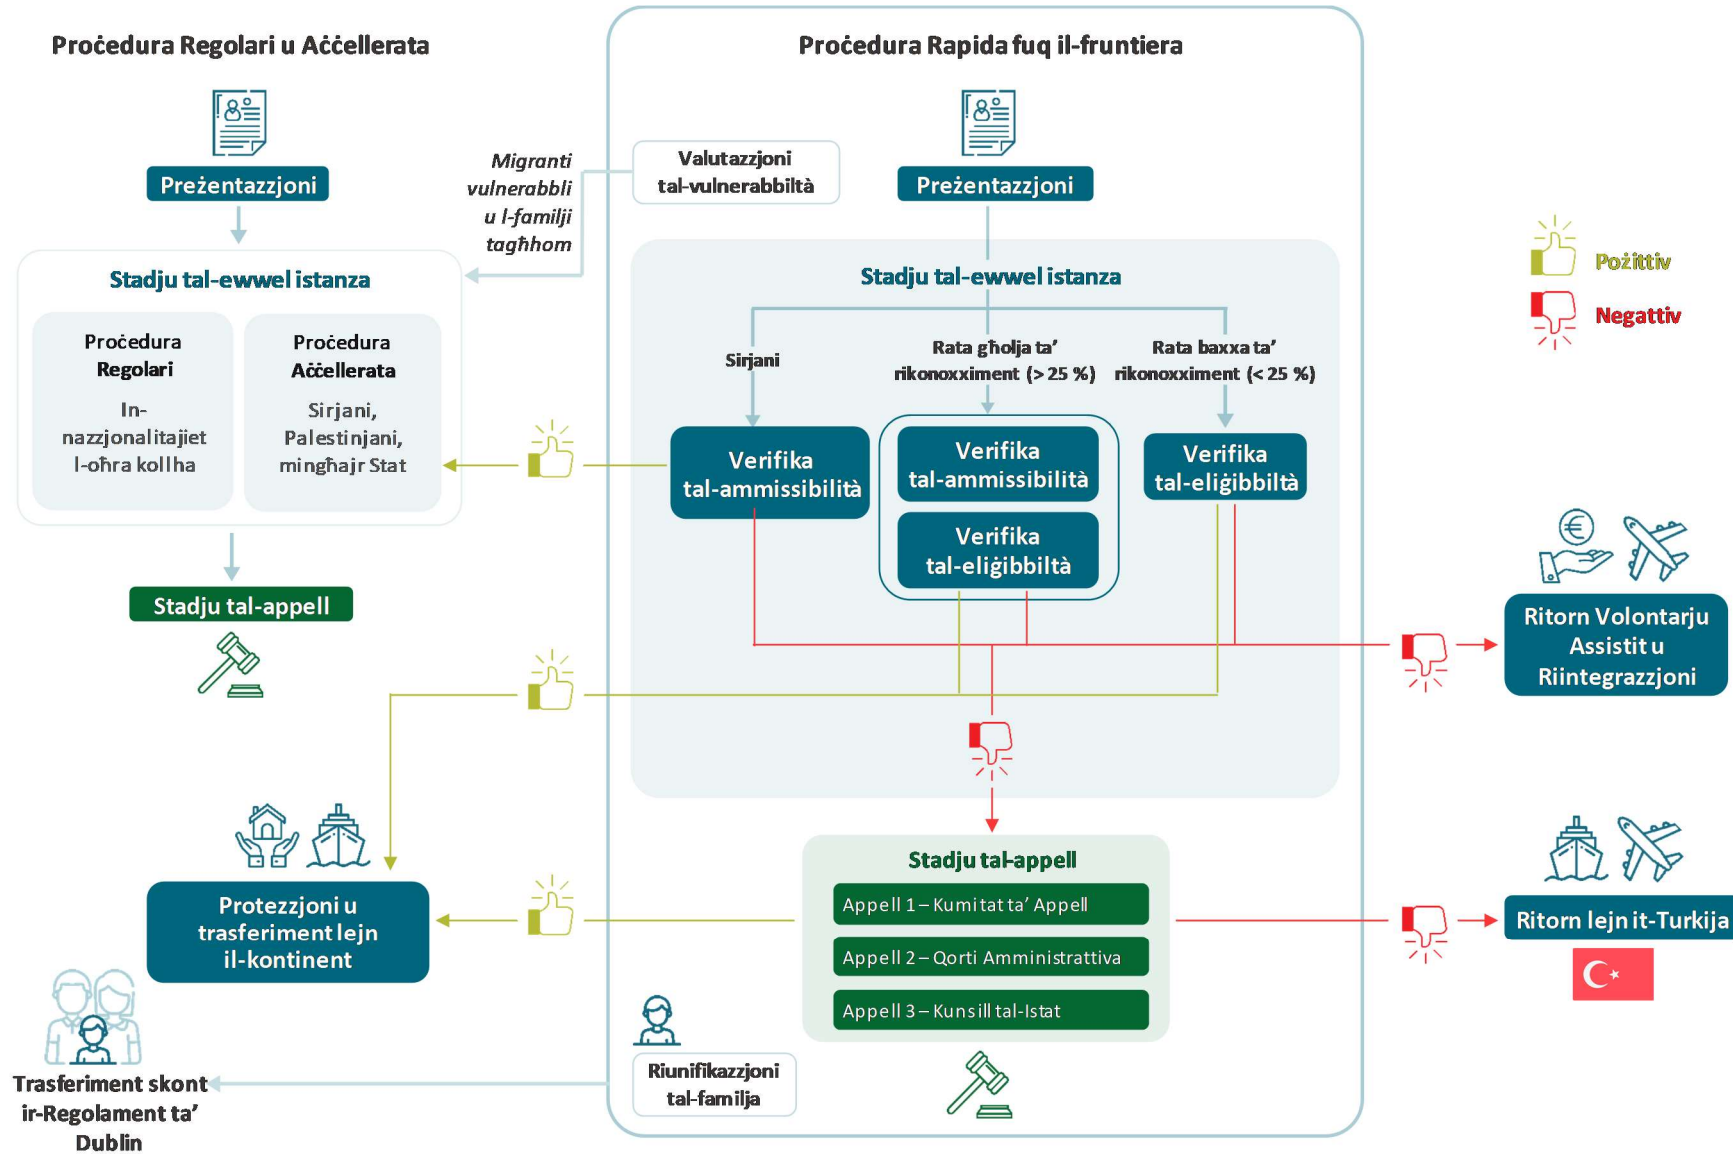 Proċedura Regolari u Aċċellerata
Preżentazzjoni
Stadju tal-ewwel istanza
Proċedura
Regolari
In-
nazzjonalitajiet
l-oħra kollha
Proċedura
Aċċellerata
Sirjani,
Palestinjani,
mingħajr Stat
Stadju tal-appell
Migranti
vulnerabbli
u l-familji
tagħhom
Proċedura Rapida fuq il-fruntiera
Valutazzjoni
tal-vulnerabbiltà
Preżentazzjoni
Stadju tal-ewwel istanza
Sirjani
Rata għolja ta’
rikonoxximent (> 25 %)
Rata baxxa ta’
rikonoxximent (< 25 %)
Verifika
tal-ammissibilità
Verifika
tal-ammissibilità
Verifika
tal-eliġibbiltà
Verifika
tal-eliġibbiltà
Stadju tal-appell
Appell 1 – Kumitat ta’ Appell
Appell 2 – Qorti Amministrattiva
Appell 3 – Kunsill tal-Istat
Riunifikazzjoni
tal-familja
Protezzjoni u
trasferiment lejn
il-kontinent
Trasferiment skont
ir-Regolament ta’
Dublin
Pożittiv
Negattiv
Ritorn Volontarju
Assistit u
Riintegrazzjoni
Ritorn lejn it-Turkija